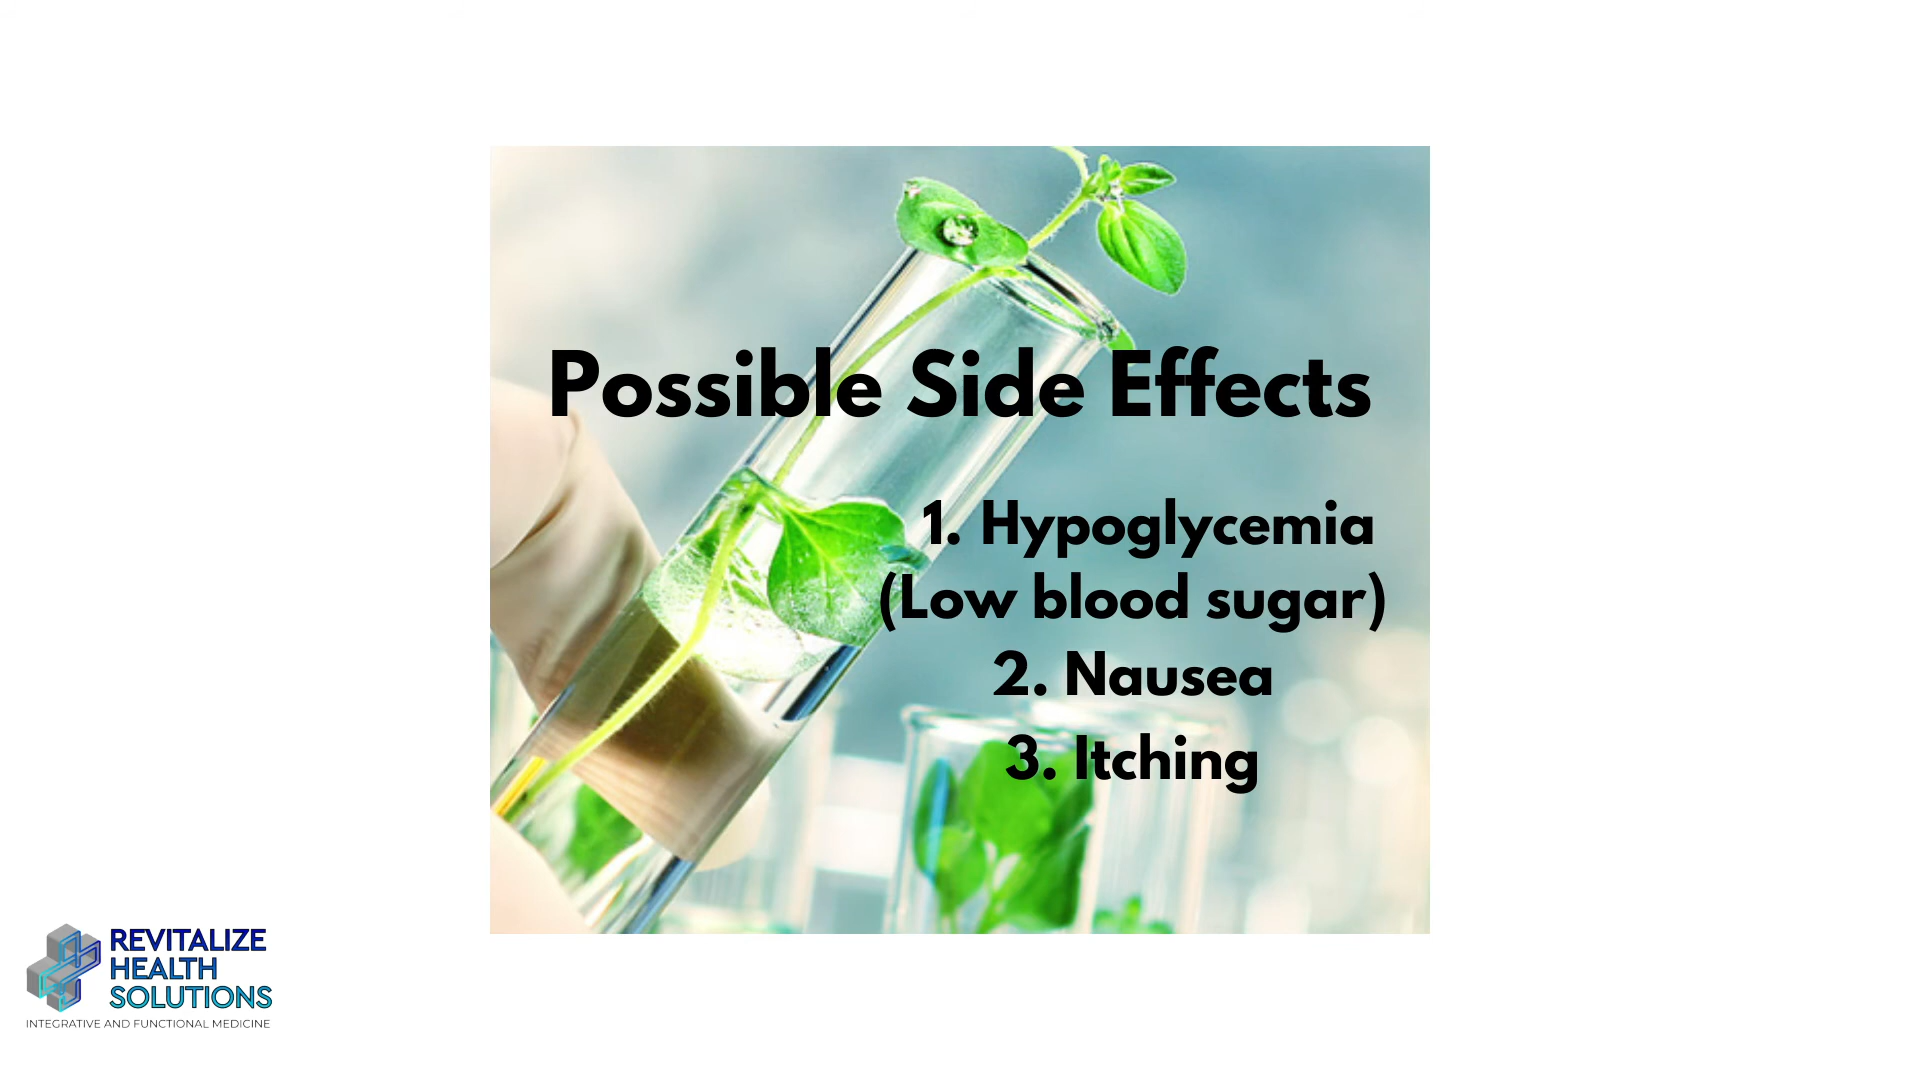 Possible Side Effects
1. Hypoglycemia
(Low blood sugar)
2. Nausea
3. Itching
REVITALIZE
HEALTH
SOLUTIONS
INTEGRATIVE AND FUNCTIONAL MEDICINE